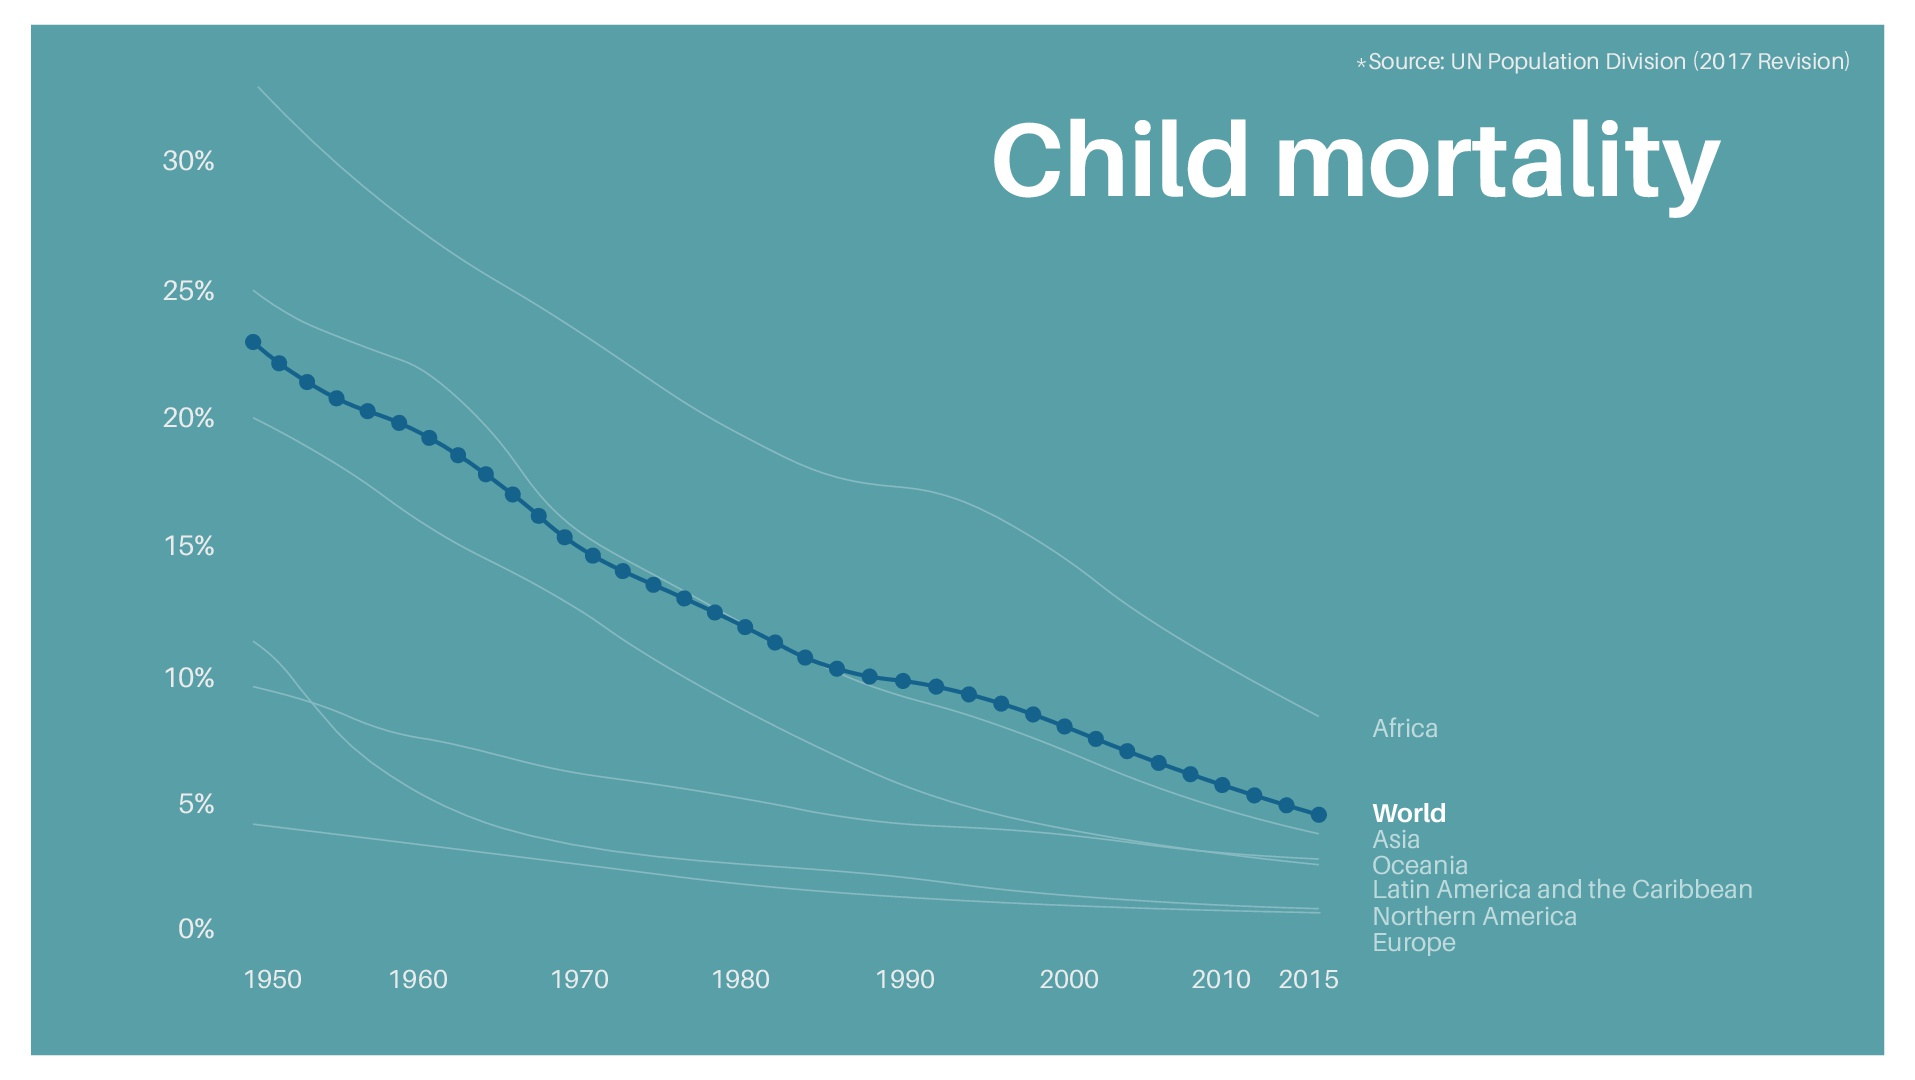 *Source: UN Population Division (2017 Revision)
Child mortality
30%
25%
20%
15%
10%
5%
0%
Africa
World
Asia
Oceania
Latin America and the Caribbean
Northern America
Europe
1950 1960 1970 1980 1990 2000 2010 2015